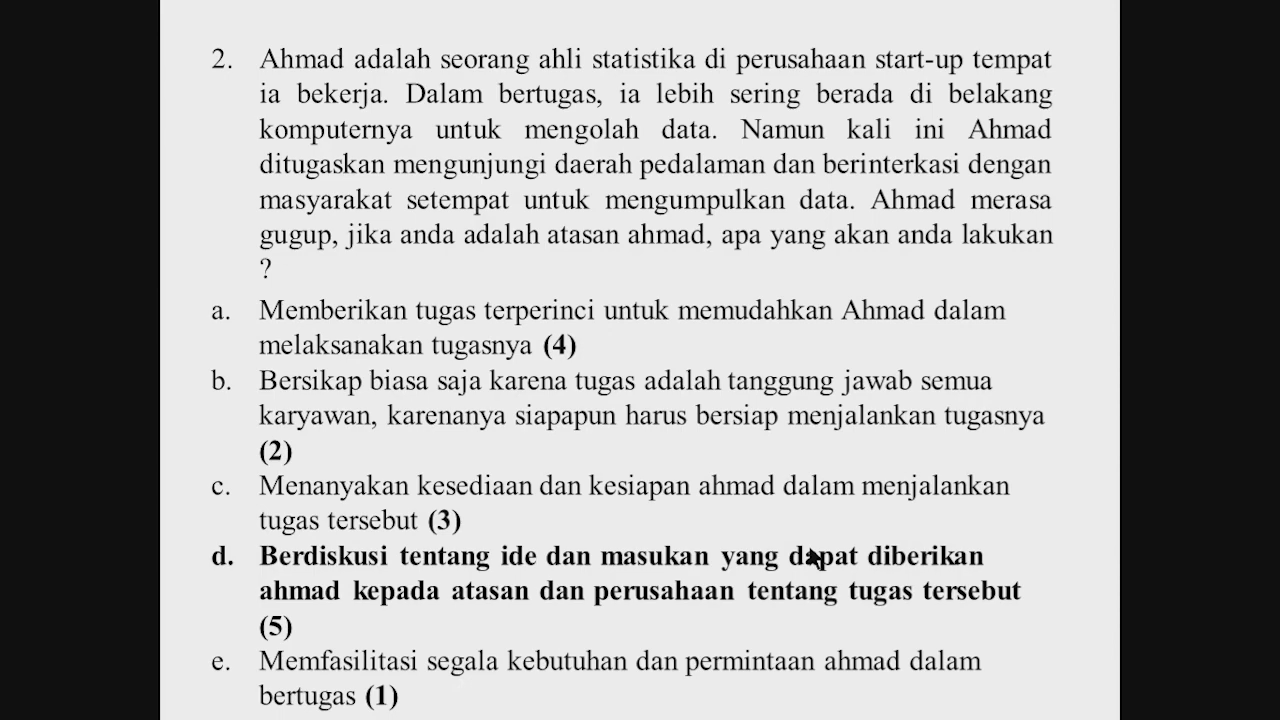 2. Ahmad adalah seorang ahli statistika di perusahaan start-up tempat
ia bekerja. Dalam bertugas, ia lebih sering berada di belakang
komputernya untuk mengolah data. Namun kali ini Ahmad
ditugaskan mengunjungi daerah pedalaman dan berinterkasi dengan
masyarakat setempat untuk mengumpulkan data. Ahmad merasa
gugup, jika anda adalah atasan ahmad, apa yang akan anda lakukan
?
a. Memberikan tugas terperinci untuk memudahkan Ahmad dalam
melaksanakan tugasnya (4)
b. Bersikap biasa saja karena tugas adalah tanggung jawab semua
karyawan, karenanya siapapun harus bersiap menjalankan tugasnya
(2)
c. Menanyakan kesediaan dan kesiapan ahmad dalam menjalankan
tugas tersebut (3)
d. Berdiskusi tentang ide dan masukan yang dapat diberikan
ahmad kepada atasan dan perusahaan tentang tugas tersebut
(5)
e. Memfasilitasi segala kebutuhan dan permintaan ahmad dalam
bertugas (1)